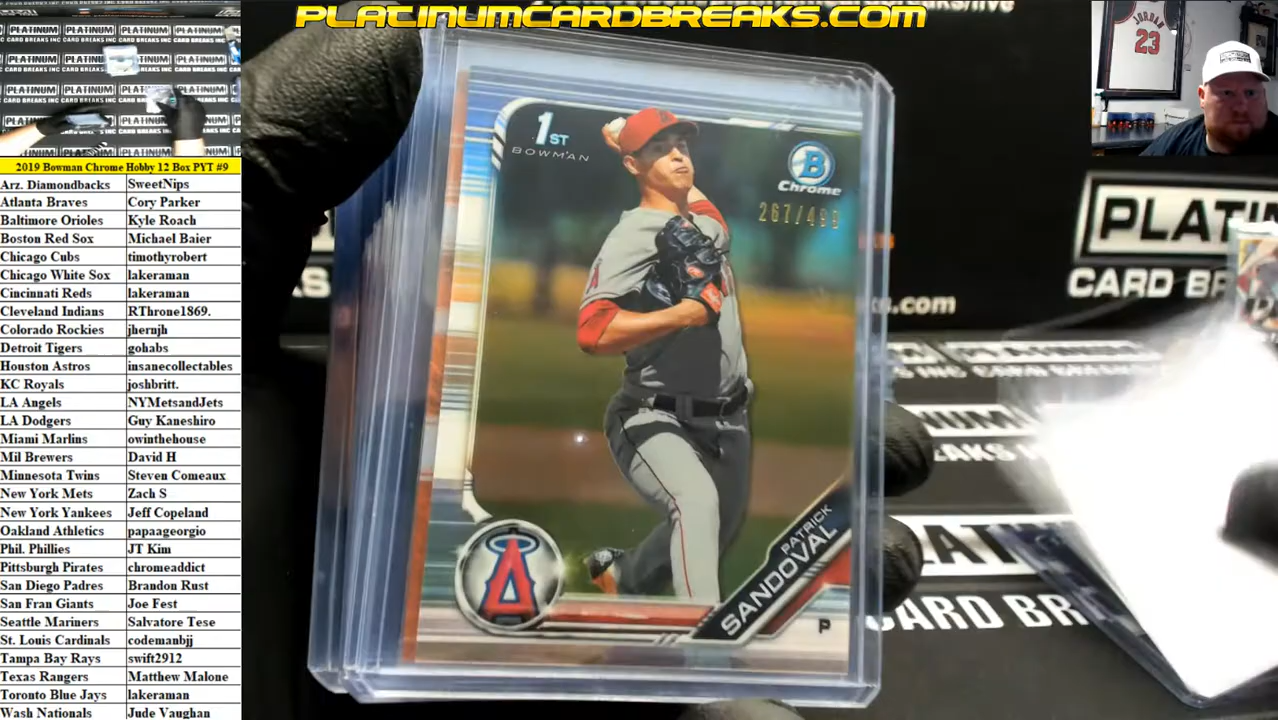 PLATINUMCARDBREAKS.COM
2019 Bowman Chrome Hobby 12 Box PYT #9
Arz. Diamondbacks SweetNips
Atlanta Braves Cory Parker
Baltimore Orioles Kyle Roach
Boston Red Sox Michael Baier
Chicago Cubs timothyrobert
Chicago White Sox lakeraman
Cincinnati Reds lakeraman
Cleveland Indians RThrone1869.
Colorado Rockies jhernjh
Detroit Tigers gohabs
Houston Astros insanecollectables
KC Royals joshbritt.
LA Angels NYMetsandJets
LA Dodgers Guy Kaneshiro
Miami Marlins owinthehouse
Mil Brewers David H
Minnesota Twins Steven Comeaux
New York Mets Zach S
New York Yankees Jeff Copeland
Oakland Athletics papaageorgio
Phil. Phillies JT Kim
Pittsburgh Pirates chromeaddict
San Diego Padres Brandon Rust
San Fran Giants Joe Fest
Seattle Mariners Salvatore Tese
St. Louis Cardinals codemanbjj
Tampa Bay Rays swift2912
Texas Rangers Matthew Malone
Toronto Blue Jays lakeraman
Wash Nationals Jude Vaughan
1ST
BOWMAN
B
Chrome
267/499
A
PATRICK
SANDOVAL
P
JORDAN
23
PLATIN
CARD BR
.com
CARD BR
PLATINUM
CARD BREAKS INC